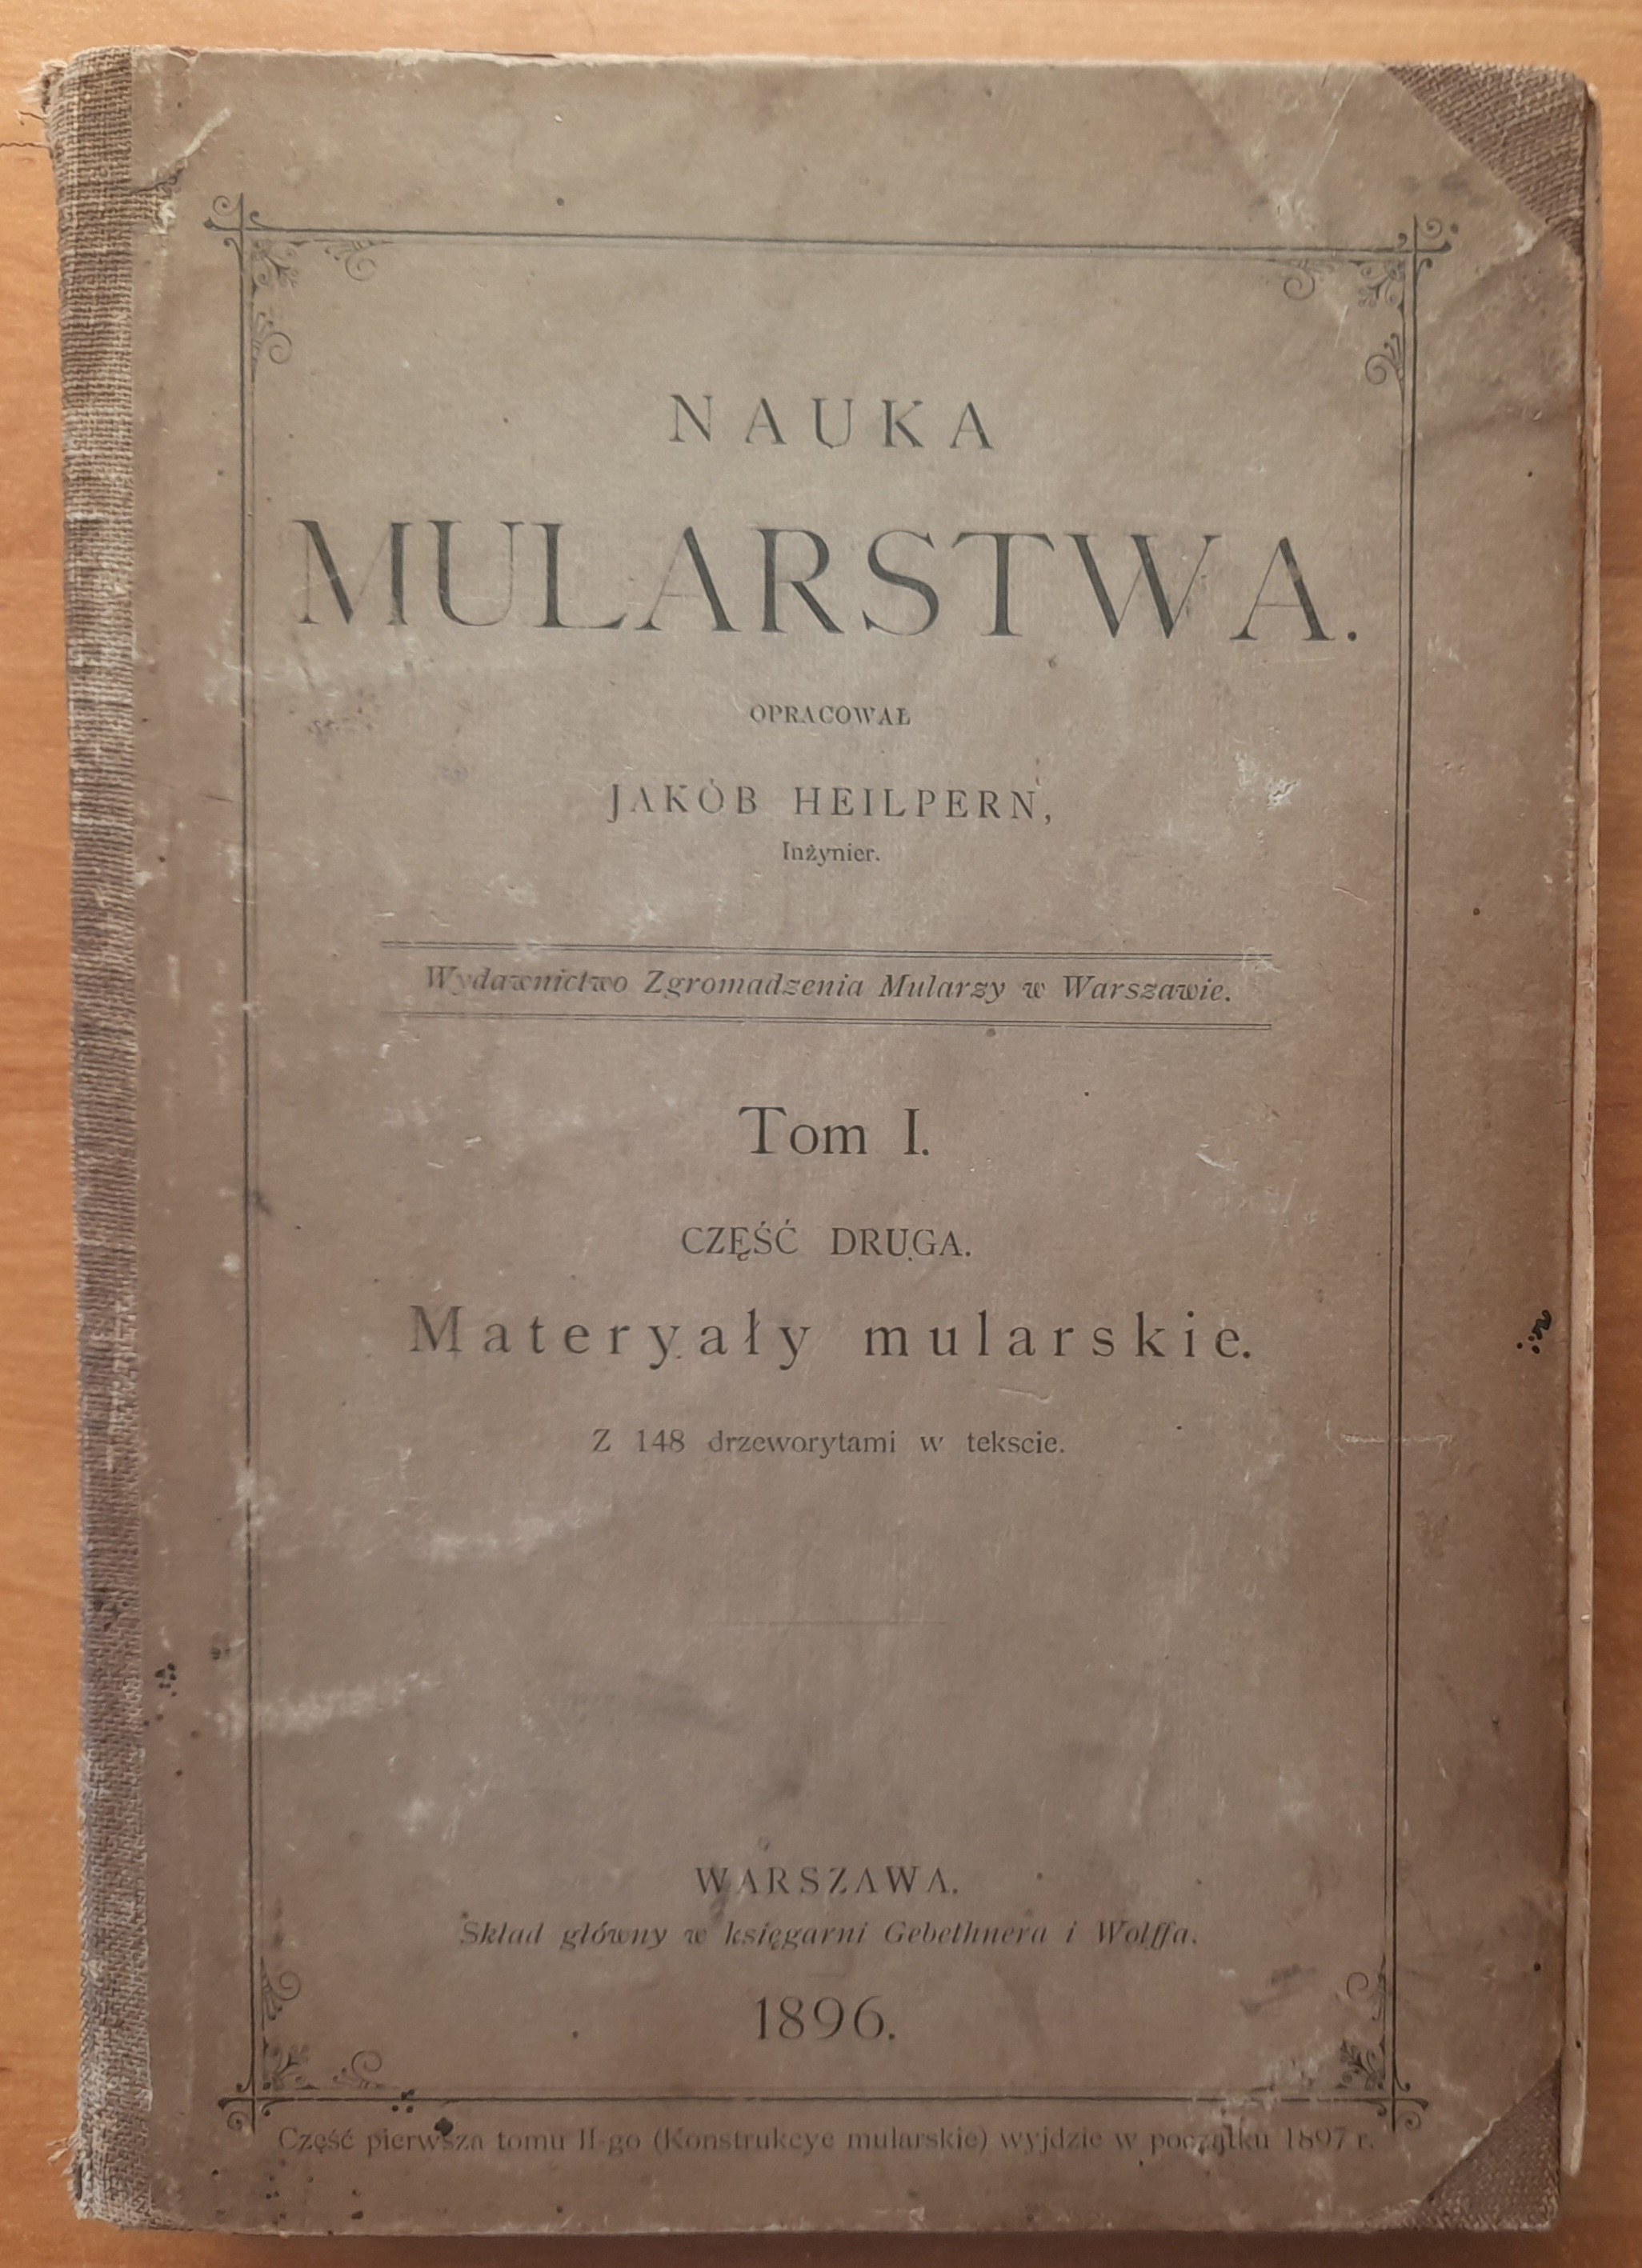 NAUKA
MULARSTWA.
OPRACOWAŁ
JAKÓB HEILPERN,
Inżynier.
Wydawnictwo Zgromadzenia Mularzy w Warszawie.
Tom I.
CZĘŚĆ DRUGA.
Materyały mularskie.
Z 148 drzeworytami w tekscie.
WARSZAWA.
Skład główny w księgarni Gebethnera i Wolffa.
1896.
Część pierwsza tomu II-go (Konstrukcye mularskie) wyjdzie w początku 1897 r.